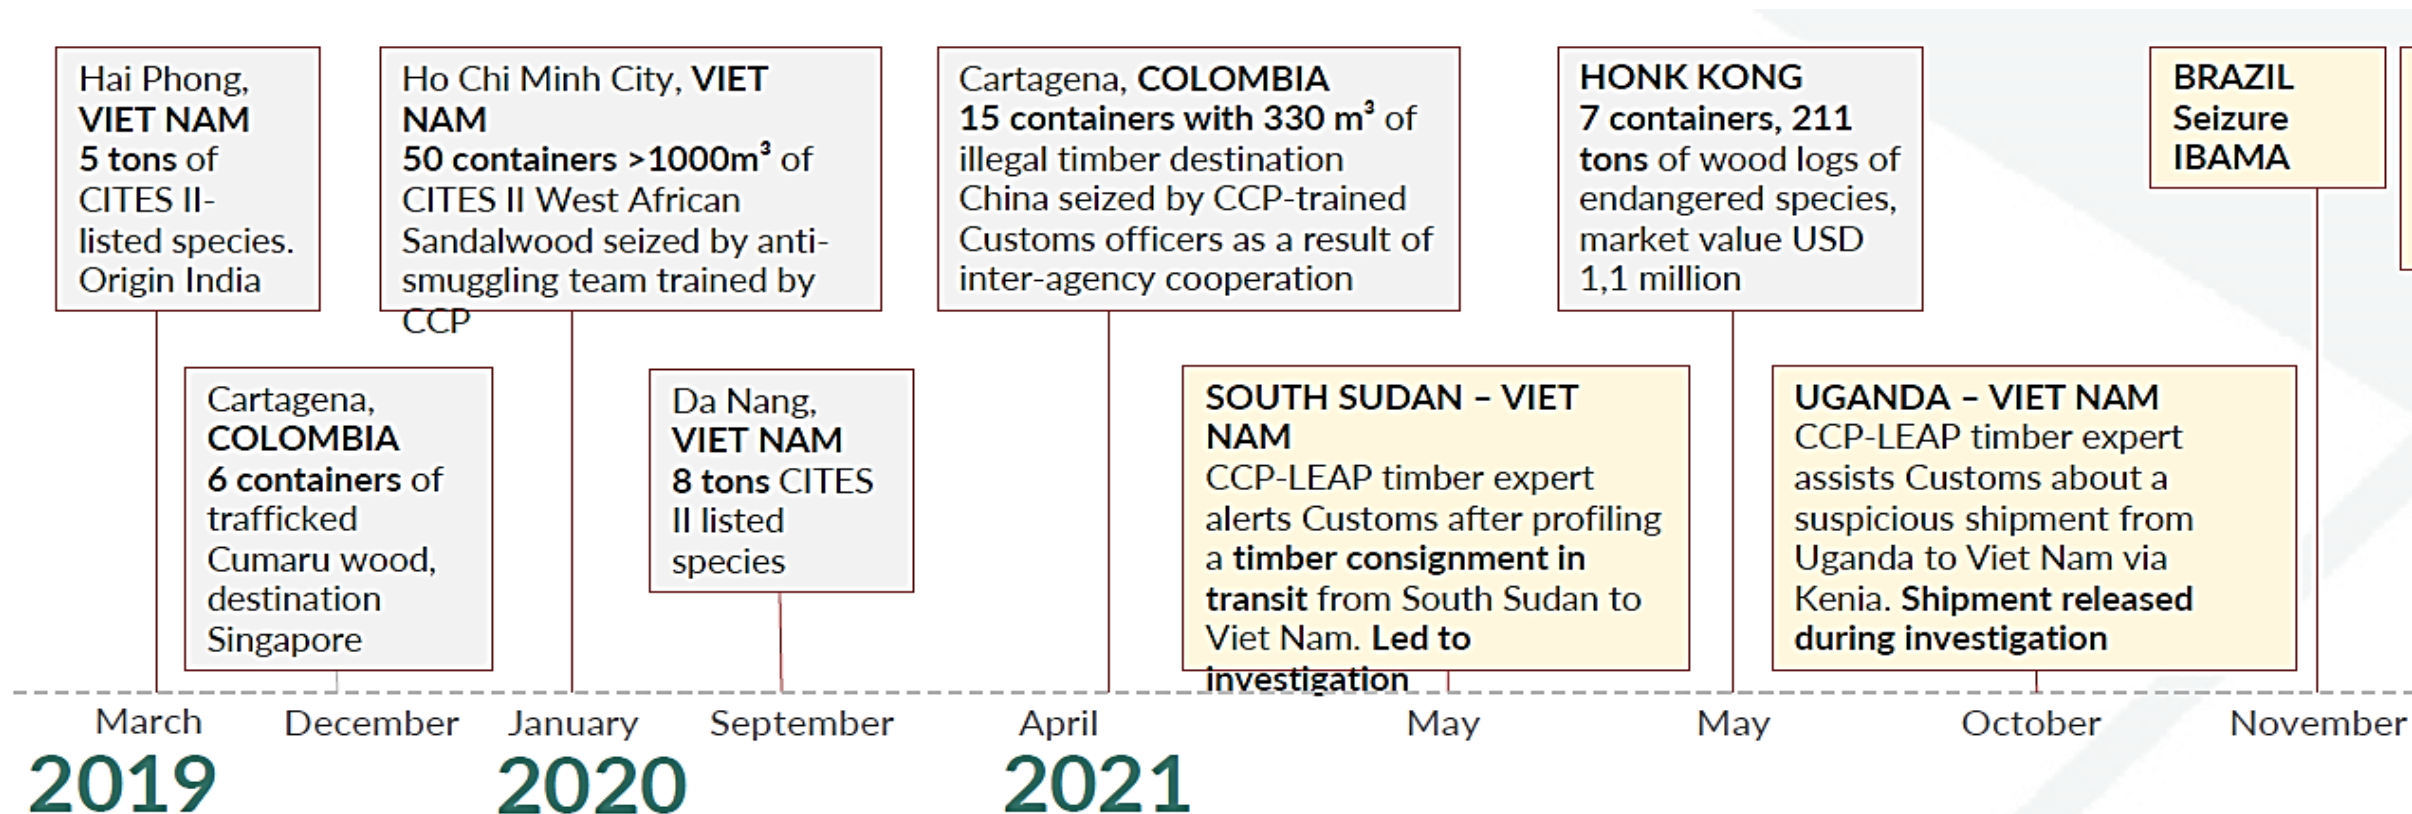 Hai Phong,
VIET NAM
5 tons of
CITES II-
listed species.
Origin India
Ho Chi Minh City, VIET
NAM
50 containers >1000m³ of
CITES II West African
Sandalwood seized by anti-
smuggling team trained by
CCP
Cartagena, COLOMBIA
15 containers with 330 m³ of
illegal timber destination
China seized by CCP-trained
Customs officers as a result of
inter-agency cooperation
HONK KONG
7 containers, 211
tons of wood logs of
endangered species,
market value USD
1,1 million
BRAZIL
Seizure
IBAMA
Cartagena,
COLOMBIA
6 containers of
trafficked
Cumaru wood,
destination
Singapore
Da Nang,
VIET NAM
8 tons CITES
II listed
species
SOUTH SUDAN – VIET
NAM
CCP-LEAP timber expert
alerts Customs after profiling
a timber consignment in
transit from South Sudan to
Viet Nam. Led to
investigation
UGANDA – VIET NAM
CCP-LEAP timber expert
assists Customs about a
suspicious shipment from
Uganda to Viet Nam via
Kenia. Shipment released
during investigation
March
December
January
September
April
May
May
October
November
2019
2020
2021